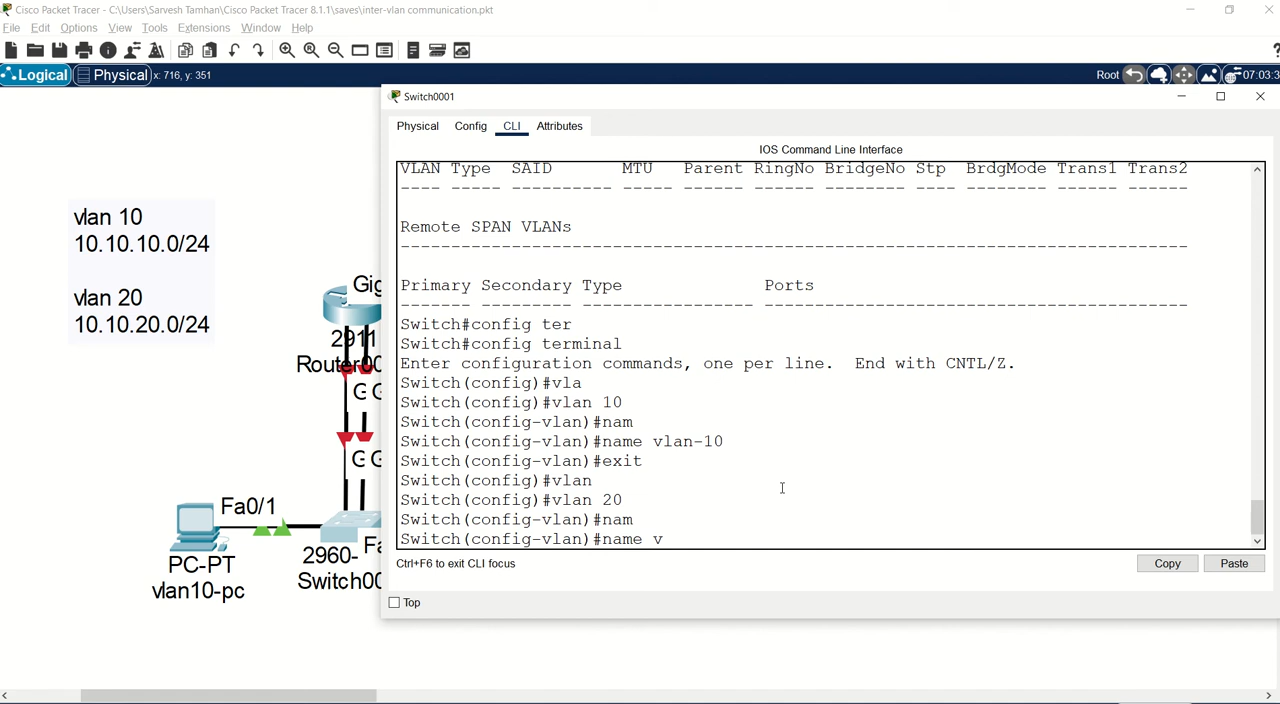 Cisco Packet Tracer - C:\Users\Sarvesh Tamhan\Cisco Packet Tracer 8.1.1\saves\inter-vlan communication.pkt
File Edit Options View Tools Extensions Window Help
Logical Physical x: 716, y: 351 Root 07:03:3
Switch0001
Physical Config CLI Attributes
IOS Command Line Interface
VLAN Type SAID MTU Parent RingNo BridgeNo Stp BrdgMode Trans1 Trans2
---- ----- ---------- ----- ------ ------ -------- ---- -------- ------ ------
Remote SPAN VLANs
------------------------------------------------------------------------------
Primary Secondary Type Ports
------- --------- ----------------- ------------------------------------------
Switch#config ter
Switch#config terminal
Enter configuration commands, one per line. End with CNTL/Z.
Switch(config)#vla
Switch(config)#vlan 10
Switch(config-vlan)#nam
Switch(config-vlan)#name vlan-10
Switch(config-vlan)#exit
Switch(config)#vlan
Switch(config)#vlan 20
Switch(config-vlan)#nam
Switch(config-vlan)#name v
Ctrl+F6 to exit CLI focus
Copy Paste
Top
vlan 10
10.10.10.0/24
vlan 20
10.10.20.0/24
Gig
2911
Router00
G G
G G
Fa0/1
Fa
2960-
Switch00
PC-PT
vlan10-pc